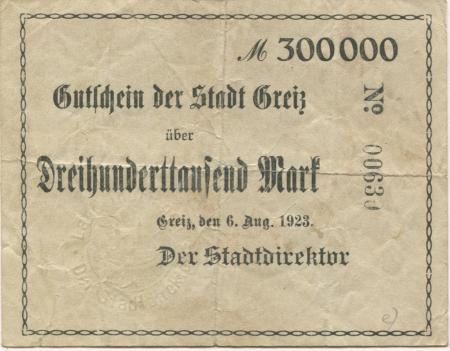 M 300000
Gutschein der Stadt Greiz
über
Dreihunderttausend Mark
Greiz, den 6. Aug. 1923.
Der Stadtdirektor
No 00630